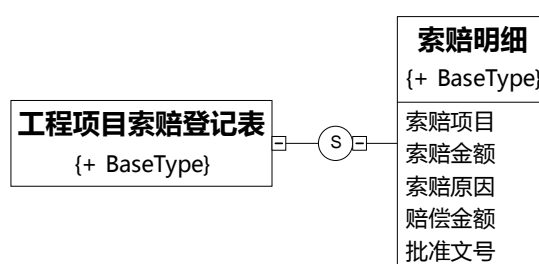 工程项目索赔登记表
{+ BaseType}
S
索赔明细
{+ BaseType}
索赔项目
索赔金额
索赔原因
赔偿金额
批准文号